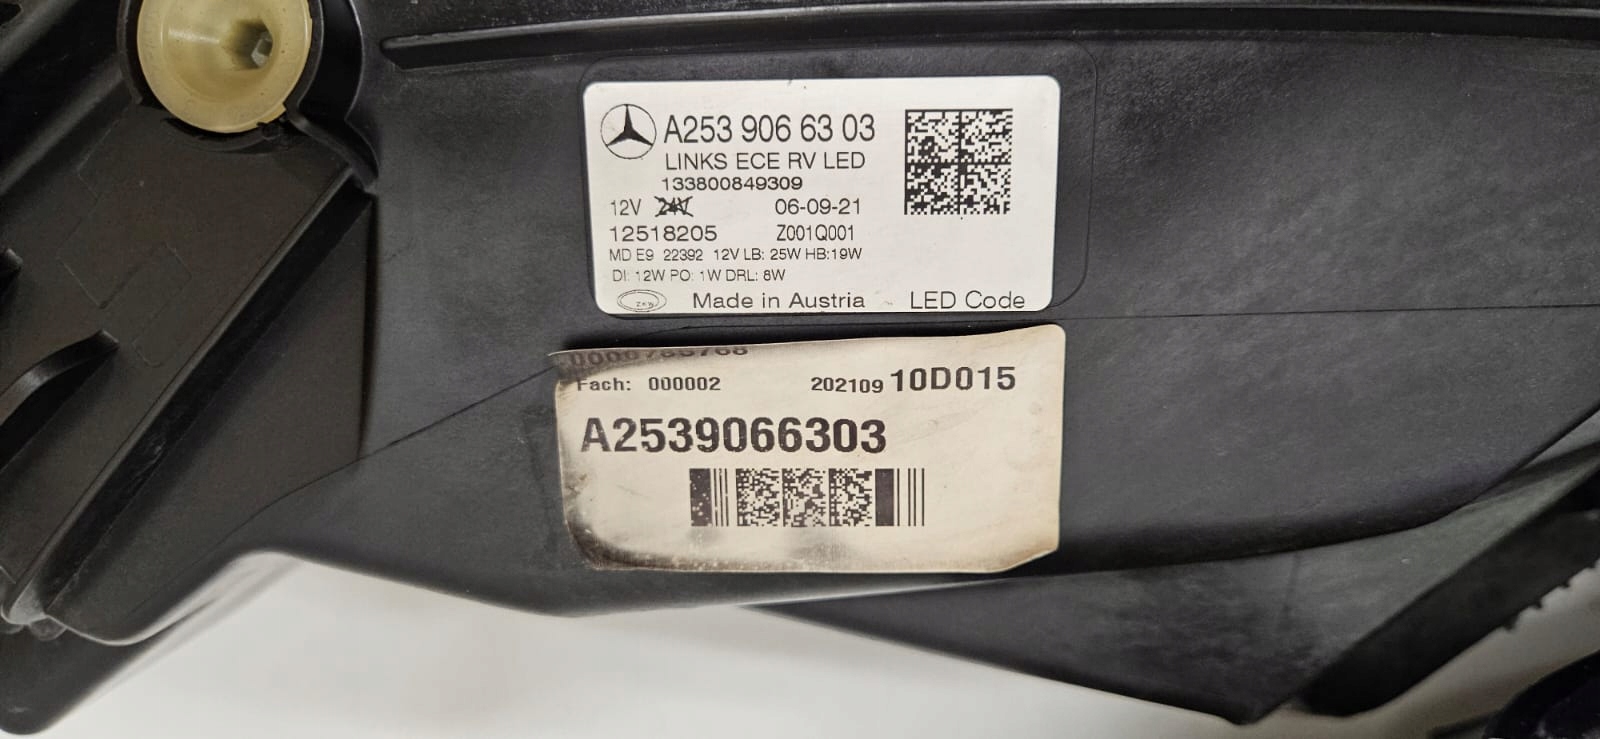 A253 906 63 03
LINKS ECE RV LED
133800849309
12V 24V 06-09-21
12518205 Z001Q001
MD E9 22392 12V LB: 25W HB:19W
DI: 12W PO: 1W DRL: 8W
ZKW Made in Austria LED Code
Fach: 000002 202109 10D015
A2539066303